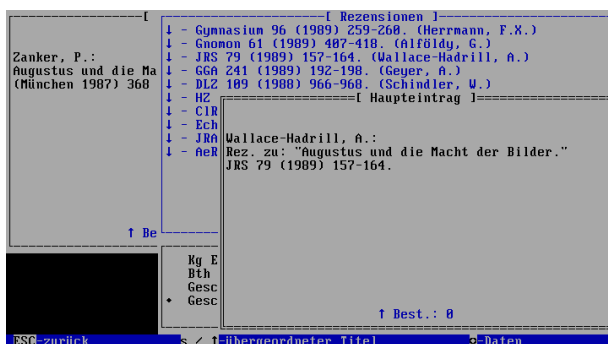 [
Zanker, P.:
Augustus und die Ma
(München 1987) 368
↑ Be
[ Rezensionen ]
↓ - Gymnasium 96 (1989) 259-260. (Herrmann, F.X.)
↓ - Gnomon 61 (1989) 407-418. (Alföldy, G.)
↓ - JRS 79 (1989) 157-164. (Wallace-Hadrill, A.)
↓ - GGA 241 (1989) 192-198. (Geyer, A.)
↓ - DLZ 109 (1988) 966-968. (Schindler, W.)
↓ - HZ
↓ - ClR
↓ - Ech
↓ - JRA
↓ - AeR
[ Haupteintrag ]
Wallace-Hadrill, A.:
Rez. zu: "Augustus und die Macht der Bilder."
JRS 79 (1989) 157-164.
↑ Best.: 0
Kg E
Bth
Gesc
♦ Gesc
ESC-zurück s / ↑-übergeordneter Titel ¤-Daten